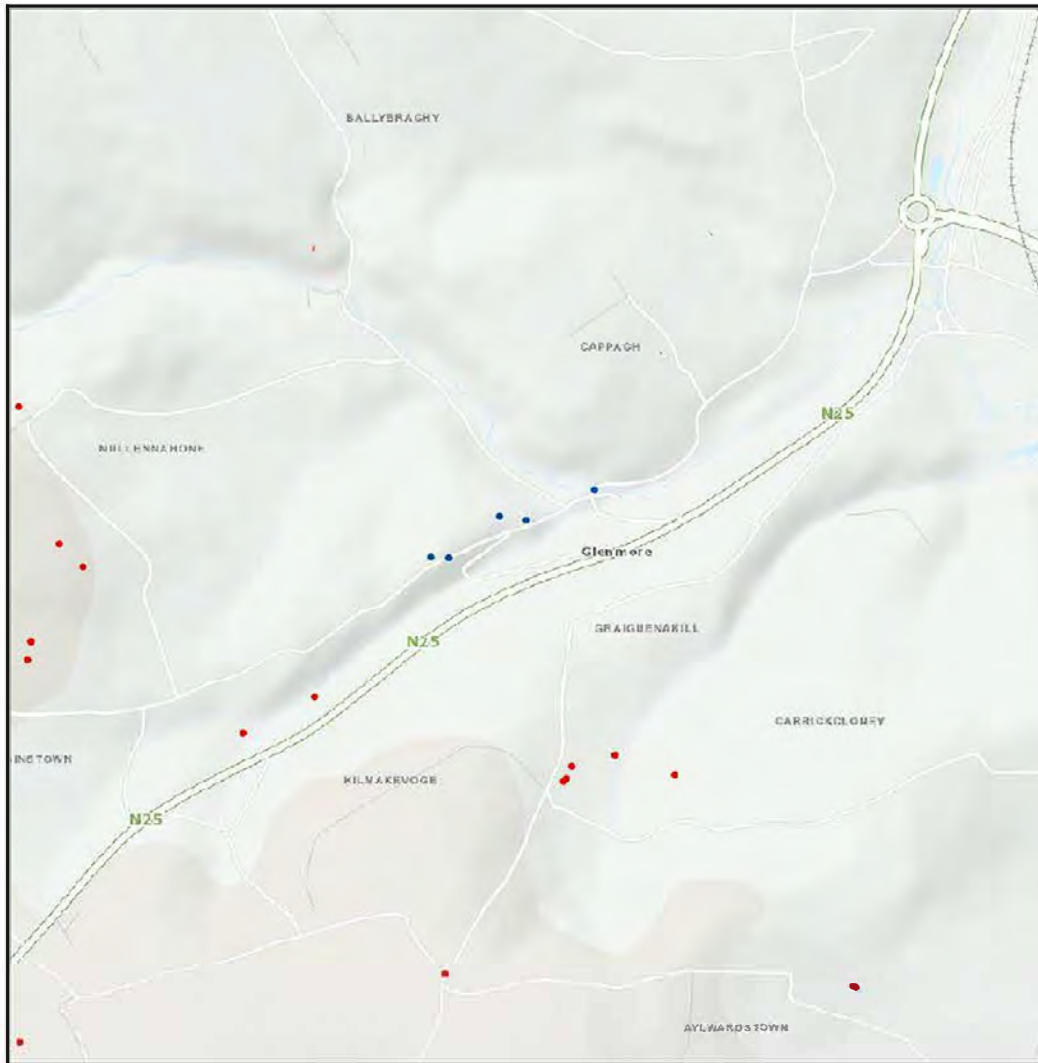 BALLYBRAGHY
CAPPAGH
N25
MULLENNAHONE
Glenmore
GRAIGUENAKILL
N25
CARRICKCLONEY
INSTOWN
KILMAKEVOGE
N25
AYLWARDSTOWN